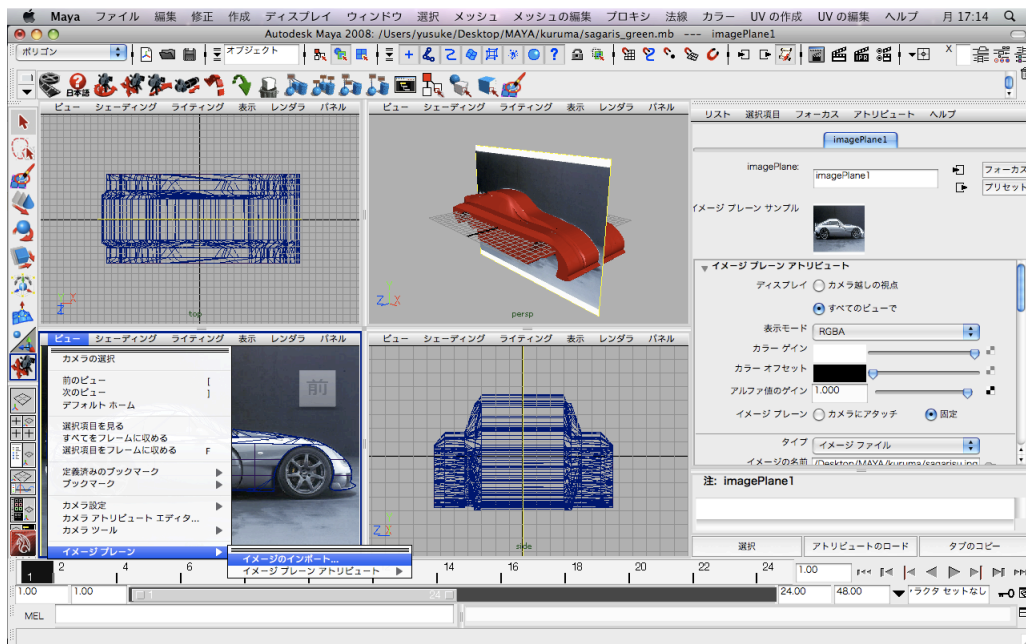 Maya ファイル 編集 修正 作成 ディスプレイ ウィンドウ 選択 メッシュ メッシュの編集 プロキシ 法線 カラー UV の作成 UV の編集 ヘルプ 月 17:14
Autodesk Maya 2008: /Users/yusuke/Desktop/MAYA/kuruma/sagaris_green.mb --- imagePlane1
ポリゴン オブジェクト
日本語
ビュー シェーディング ライティング 表示 レンダラ パネル
top
ビュー シェーディング ライティング 表示 レンダラ パネル
persp
ビュー シェーディング ライティング 表示 レンダラ パネル
前
カメラの選択
前のビュー [
次のビュー ]
デフォルト ホーム
選択項目を見る
すべてをフレームに収める
選択項目をフレームに収める F
定義済みのブックマーク
ブックマーク
カメラ設定
カメラ アトリビュート エディタ...
カメラ ツール
イメージ プレーン
イメージのインポート...
イメージ プレーン アトリビュート
ビュー シェーディング ライティング 表示 レンダラ パネル
side
リスト 選択項目 フォーカス アトリビュート ヘルプ
imagePlane1
imagePlane: imagePlane1
フォーカス
プリセット
イメージ プレーン サンプル
イメージ プレーン アトリビュート
ディスプレイ カメラ越しの視点
すべてのビューで
表示モード RGBA
カラー ゲイン
カラー オフセット
アルファ値のゲイン 1.000
イメージ プレーン カメラにアタッチ 固定
タイプ イメージ ファイル
イメージの名前 /Desktop/MAYA/kuruma/sagarisu.jpg
注: imagePlane1
選択 アトリビュートのロード タブのコピー
1 2 4 6 14 16 18 20 22 24 1.00
1.00 1.00 1 24 24.00 48.00 ラクタ セットなし
MEL